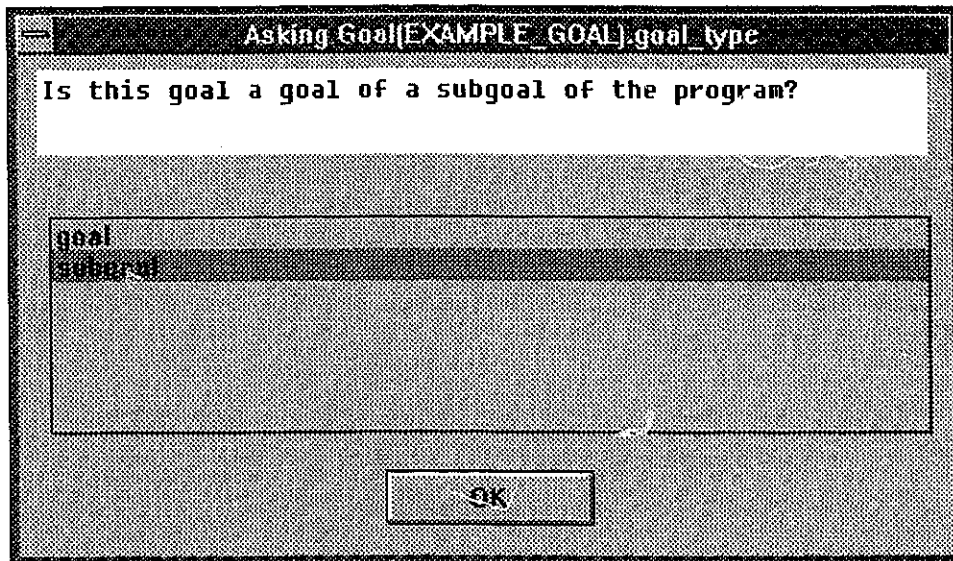 Asking Goal[EXAMPLE_GOAL].goal_type
Is this goal a goal of a subgoal of the program?
goal
subgoal
OK